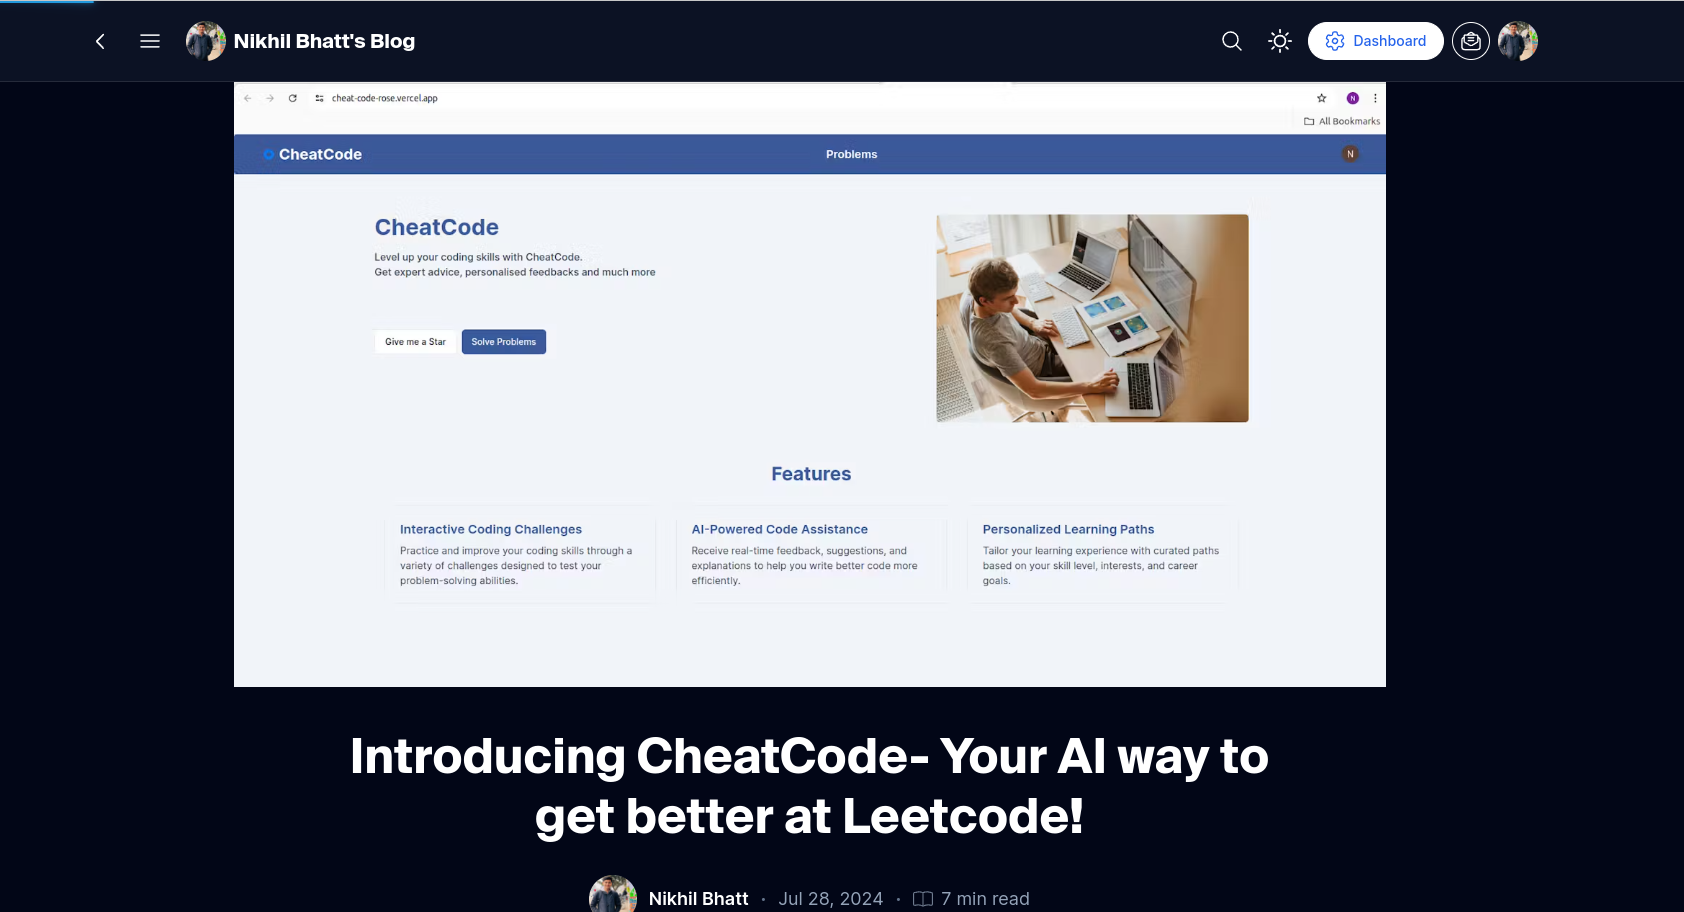 Nikhil Bhatt's Blog
Dashboard
cheat-code-rose.vercel.app
N
All Bookmarks
CheatCode
Problems
N
CheatCode
Level up your coding skills with CheatCode.
Get expert advice, personalised feedbacks and much more
Give me a Star
Solve Problems
Features
Interactive Coding Challenges
Practice and improve your coding skills through a
variety of challenges designed to test your
problem-solving abilities.
AI-Powered Code Assistance
Receive real-time feedback, suggestions, and
explanations to help you write better code more
efficiently.
Personalized Learning Paths
Tailor your learning experience with curated paths
based on your skill level, interests, and career
goals.
Introducing CheatCode- Your AI way to
get better at Leetcode!
Nikhil Bhatt · Jul 28, 2024 · 7 min read